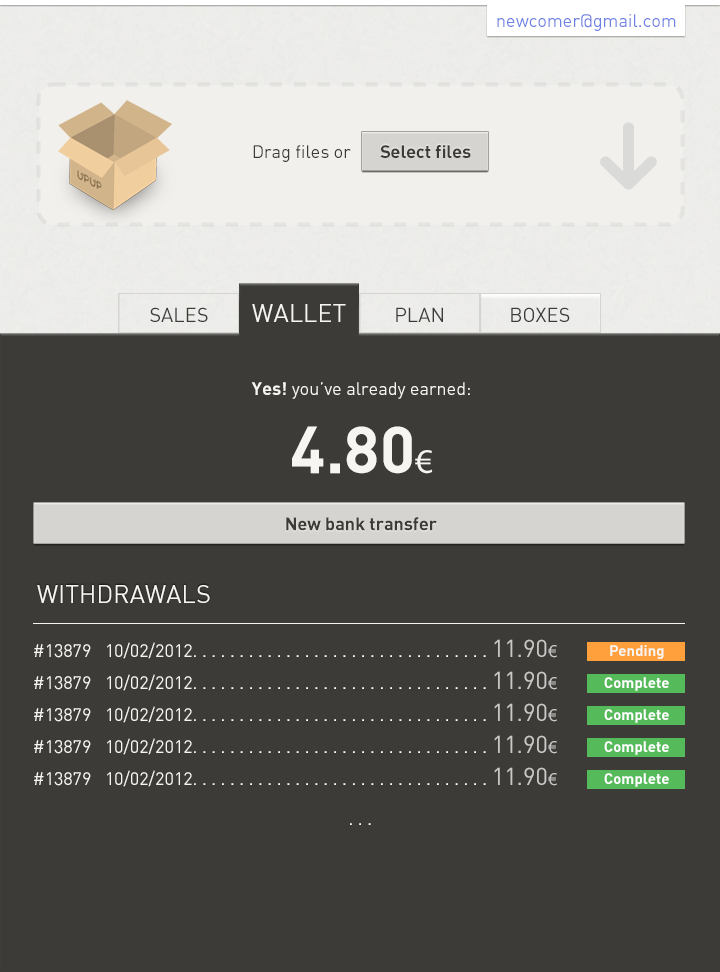 newcomer@gmail.com
UPUP
Drag files or Select files
SALES WALLET PLAN BOXES
Yes! you've already earned:
4.80€
New bank transfer
WITHDRAWALS
#13879 10/02/2012. . . . . . . . . . . . . . . . . . . . . . . . . . . . . . . . 11.90€ Pending
#13879 10/02/2012. . . . . . . . . . . . . . . . . . . . . . . . . . . . . . . . 11.90€ Complete
#13879 10/02/2012. . . . . . . . . . . . . . . . . . . . . . . . . . . . . . . . 11.90€ Complete
#13879 10/02/2012. . . . . . . . . . . . . . . . . . . . . . . . . . . . . . . . 11.90€ Complete
#13879 10/02/2012. . . . . . . . . . . . . . . . . . . . . . . . . . . . . . . . 11.90€ Complete
. . .